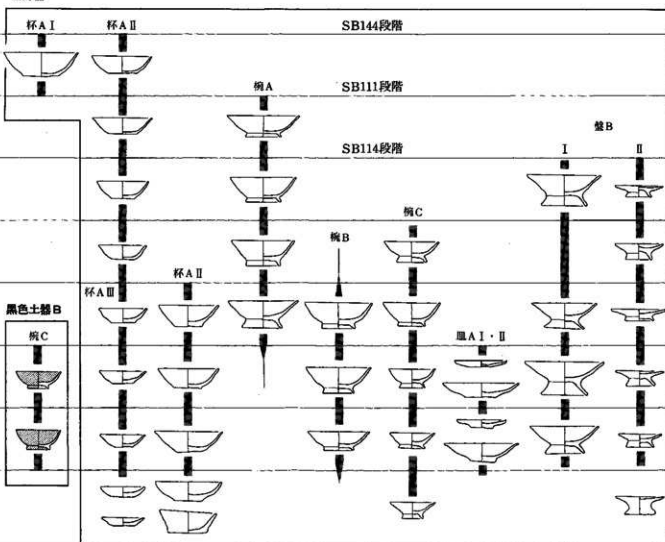 杯AⅠ
杯AⅡ
SB144段階
椀A
SB111段階
盤B
SB114段階
Ⅰ
Ⅱ
椀C
椀B
杯AⅢ
杯AⅡ
黒色土器B
椀C
皿AⅠ・Ⅱ